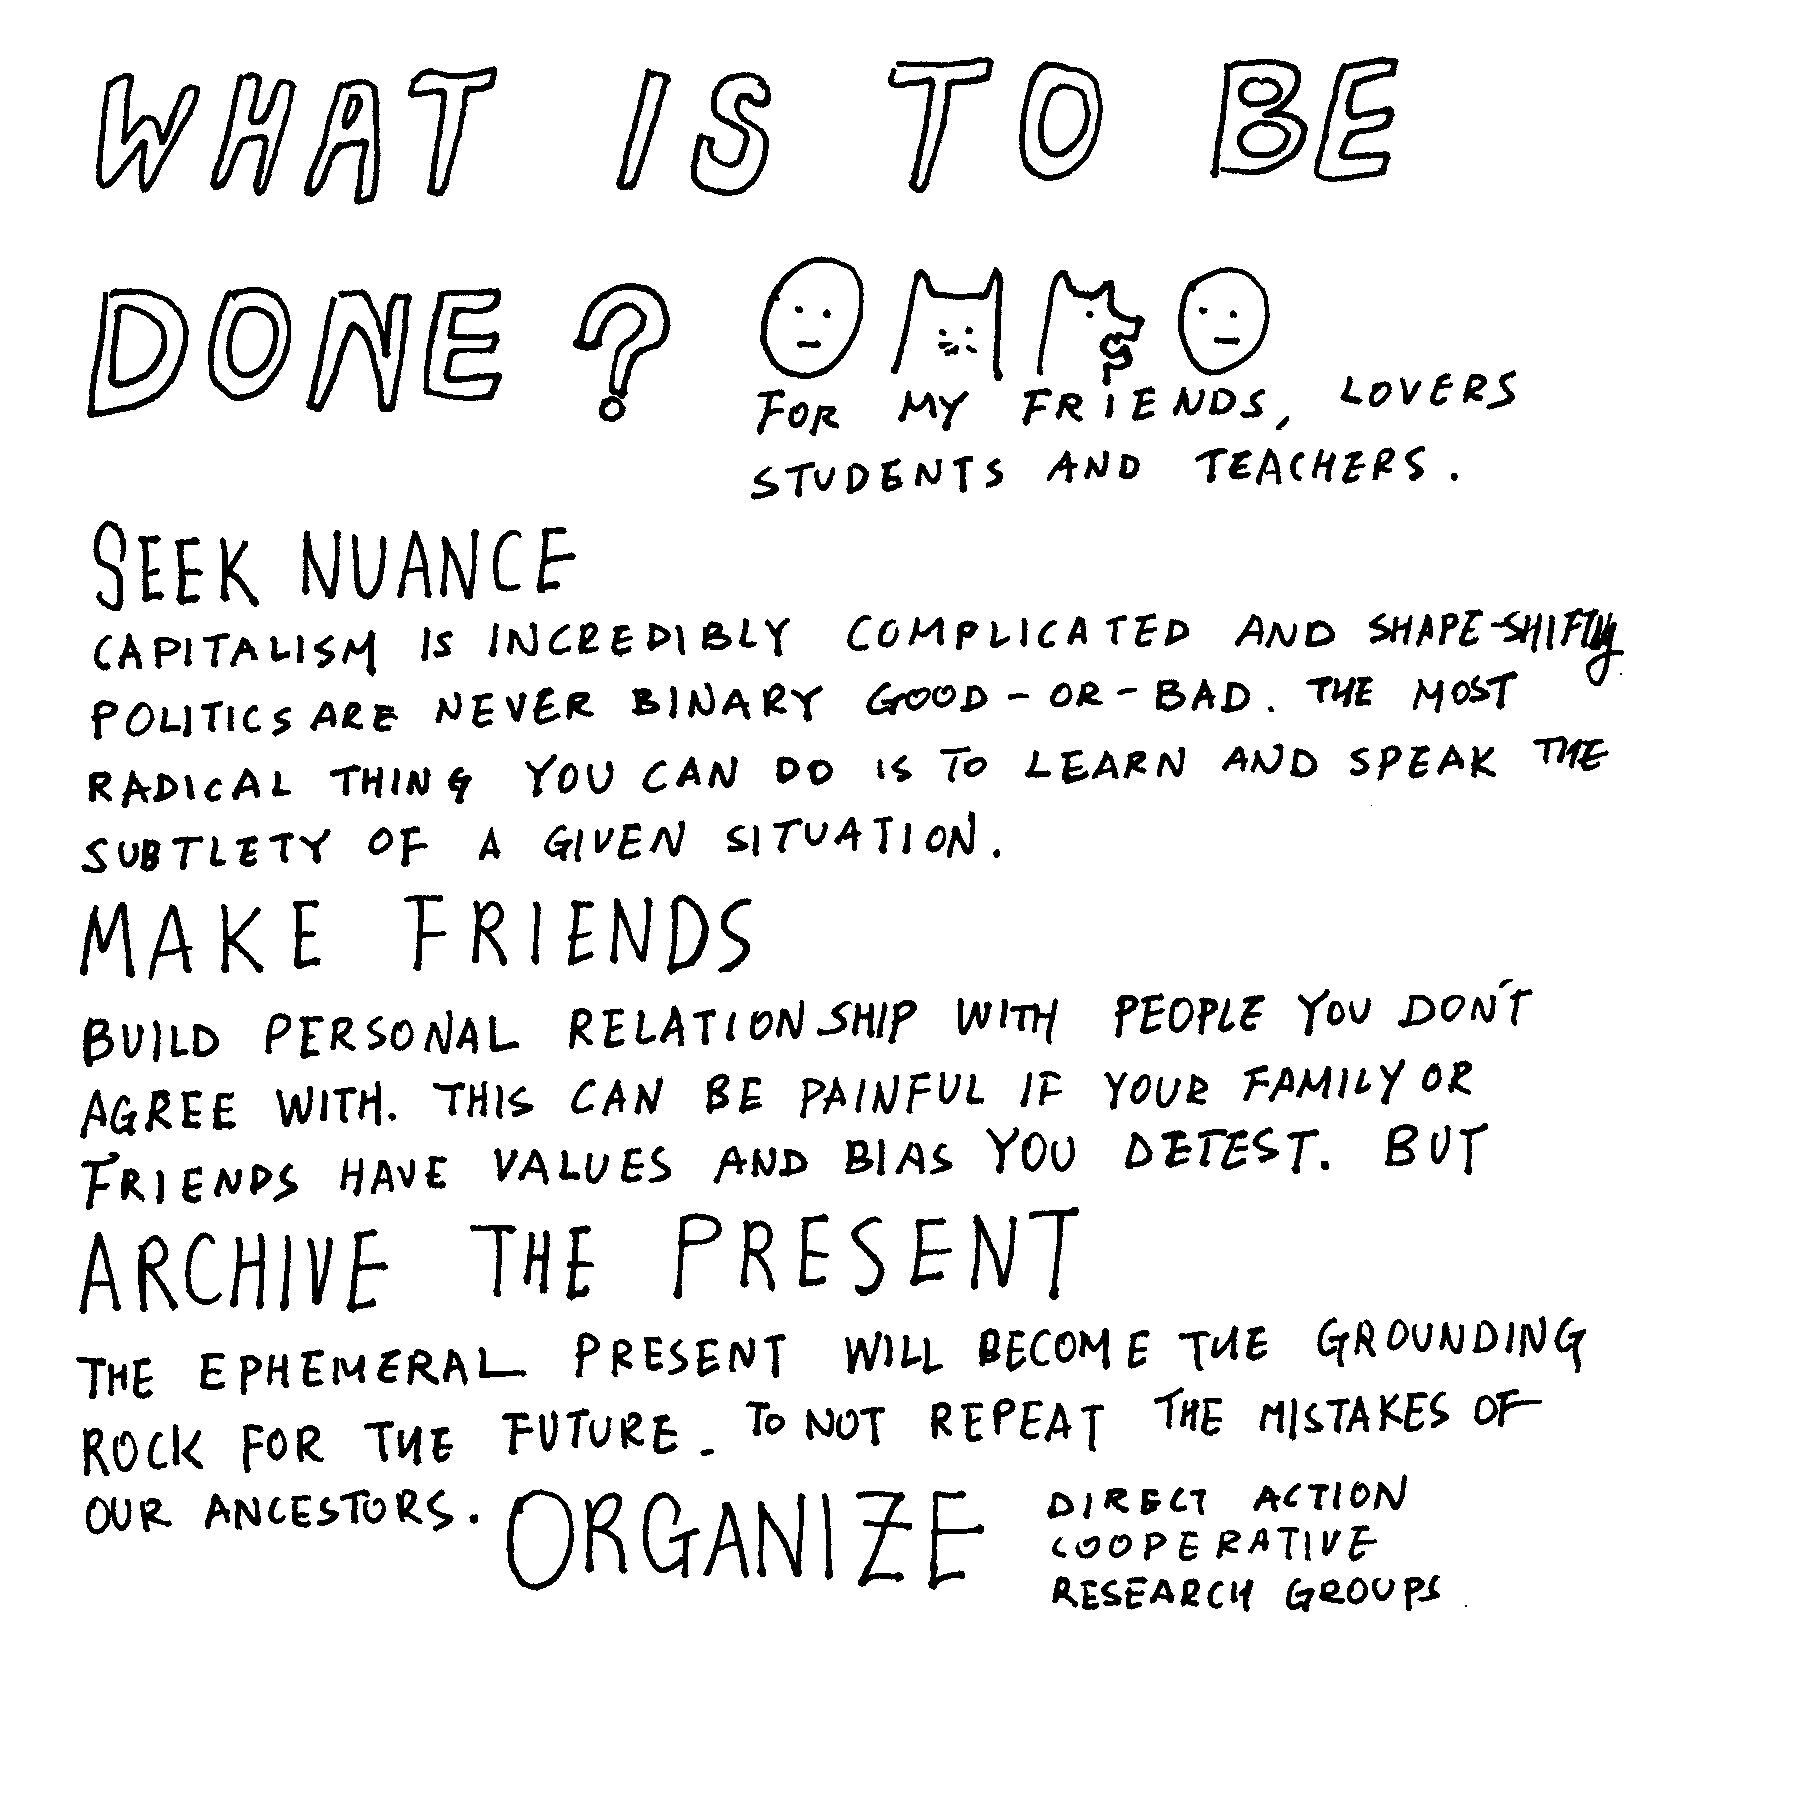 WHAT IS TO BE
DONE?
FOR MY FRIENDS, LOVERS
STUDENTS AND TEACHERS.
SEEK NUANCE
CAPITALISM IS INCREDIBLY COMPLICATED AND SHAPE-SHIFTY
POLITICS ARE NEVER BINARY GOOD-OR-BAD. THE MOST
RADICAL THING YOU CAN DO IS TO LEARN AND SPEAK THE
SUBTLETY OF A GIVEN SITUATION.
MAKE FRIENDS
BUILD PERSONAL RELATIONSHIP WITH PEOPLE YOU DON'T
AGREE WITH. THIS CAN BE PAINFUL IF YOUR FAMILY OR
FRIENDS HAVE VALUES AND BIAS YOU DETEST. BUT
ARCHIVE THE PRESENT
THE EPHEMERAL PRESENT WILL BECOME THE GROUNDING
ROCK FOR THE FUTURE. TO NOT REPEAT THE MISTAKES OF
OUR ANCESTORS.
ORGANIZE
DIRECT ACTION
COOPERATIVE
RESEARCH GROUPS